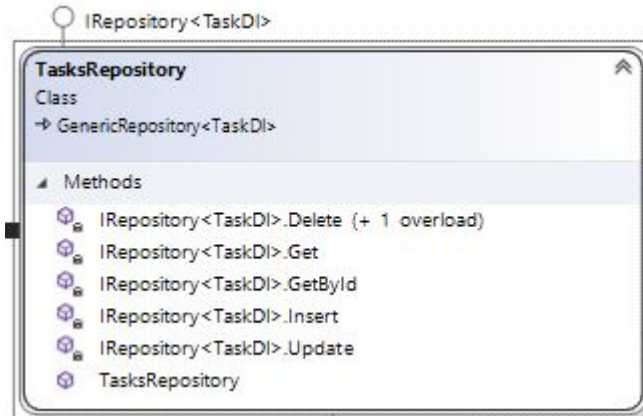 IRepository<TaskDl>
TasksRepository
Class
GenericRepository<TaskDl>
Methods
IRepository<TaskDl>.Delete (+ 1 overload)
IRepository<TaskDl>.Get
IRepository<TaskDl>.GetById
IRepository<TaskDl>.Insert
IRepository<TaskDl>.Update
TasksRepository